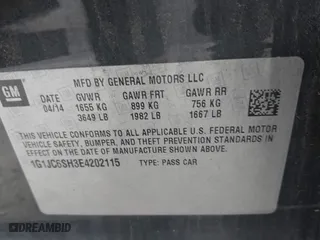 GM
MFD BY GENERAL MOTORS LLC
DATE GVWR GAWR FRT GAWR RR
04/14 1655 KG 899 KG 756 KG
3649 LB 1982 LB 1667 LB
THIS VEHICLE CONFORMS TO ALL APPLICABLE U.S. FEDERAL MOTOR
VEHICLE SAFETY, BUMPER, AND THEFT PREVENTION STANDARDS IN
EFFECT ON THE DATE OF MANUFACTURE SHOWN ABOVE.
1G1JC6SH3E4202115 TYPE: PASS CAR